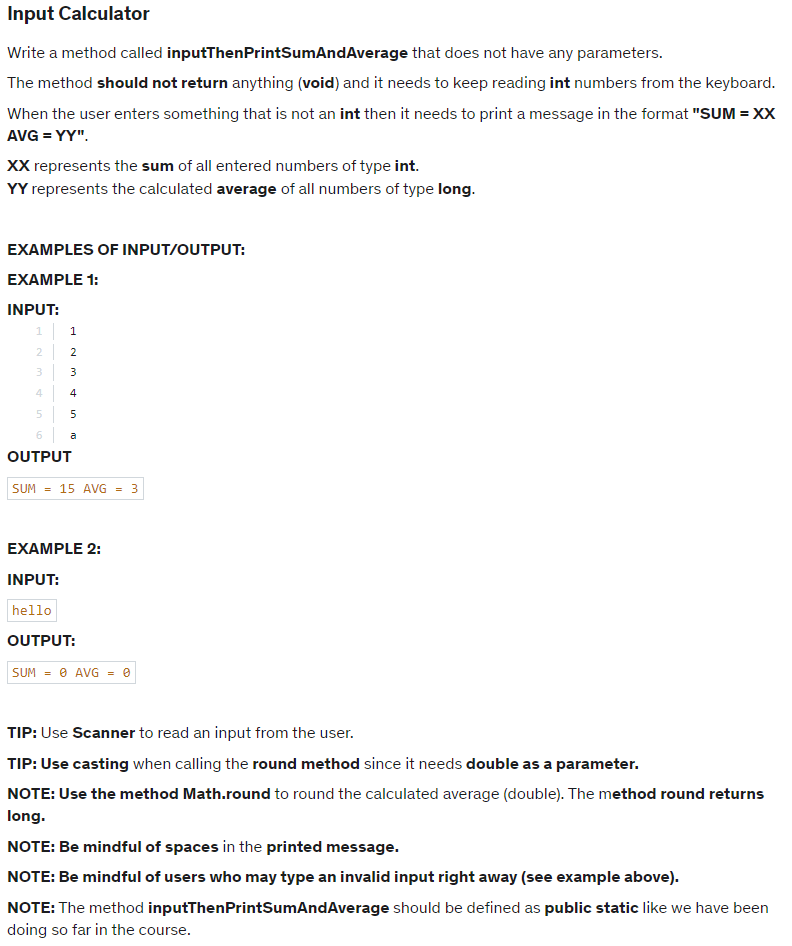 Input Calculator
Write a method called inputThenPrintSumAndAverage that does not have any parameters.
The method should not return anything (void) and it needs to keep reading int numbers from the keyboard.
When the user enters something that is not an int then it needs to print a message in the format "SUM = XX
AVG = YY".
XX represents the sum of all entered numbers of type int.
YY represents the calculated average of all numbers of type long.
EXAMPLES OF INPUT/OUTPUT:
EXAMPLE 1:
INPUT:
1 1
2 2
3 3
4 4
5 5
6 a
OUTPUT
SUM = 15 AVG = 3
EXAMPLE 2:
INPUT:
hello
OUTPUT:
SUM = 0 AVG = 0
TIP: Use Scanner to read an input from the user.
TIP: Use casting when calling the round method since it needs double as a parameter.
NOTE: Use the method Math.round to round the calculated average (double). The method round returns
long.
NOTE: Be mindful of spaces in the printed message.
NOTE: Be mindful of users who may type an invalid input right away (see example above).
NOTE: The method inputThenPrintSumAndAverage should be defined as public static like we have been
doing so far in the course.